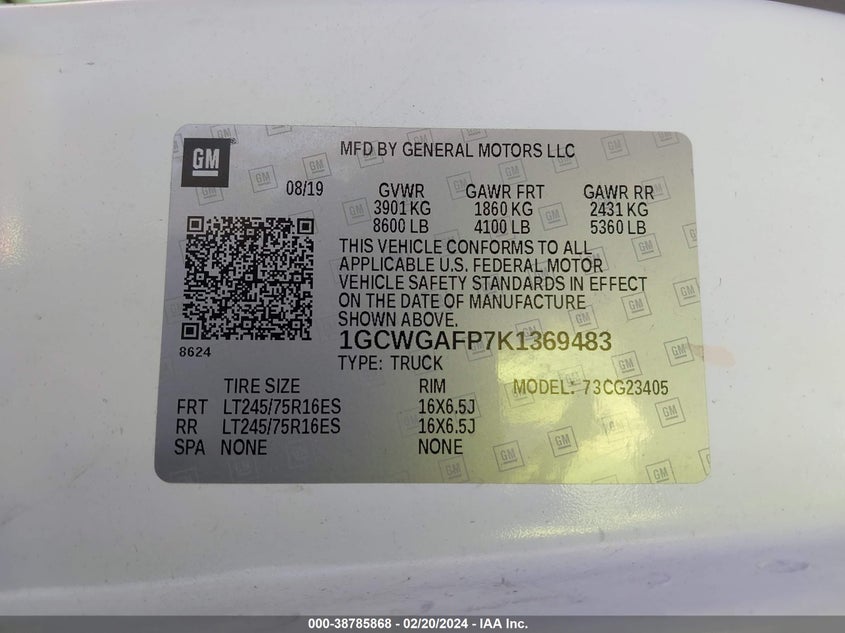 GM
MFD BY GENERAL MOTORS LLC
08/19 GVWR GAWR FRT GAWR RR
3901 KG 1860 KG 2431 KG
8600 LB 4100 LB 5360 LB
THIS VEHICLE CONFORMS TO ALL
APPLICABLE U.S. FEDERAL MOTOR
VEHICLE SAFETY STANDARDS IN EFFECT
ON THE DATE OF MANUFACTURE
SHOWN ABOVE.
8624
1GCWGAFP7K1369483
TYPE: TRUCK
TIRE SIZE RIM MODEL: 73CG23405
FRT LT245/75R16ES 16X6.5J
RR LT245/75R16ES 16X6.5J
SPA NONE NONE
000-38785868 - 02/20/2024 - IAA Inc.